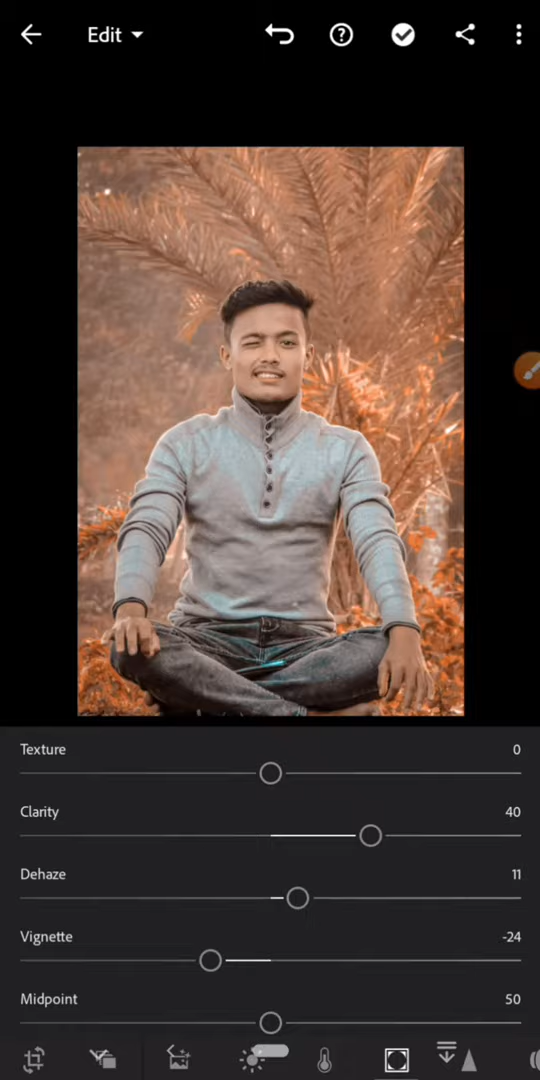 Edit
Texture 0
Clarity 40
Dehaze 11
Vignette -24
Midpoint 50